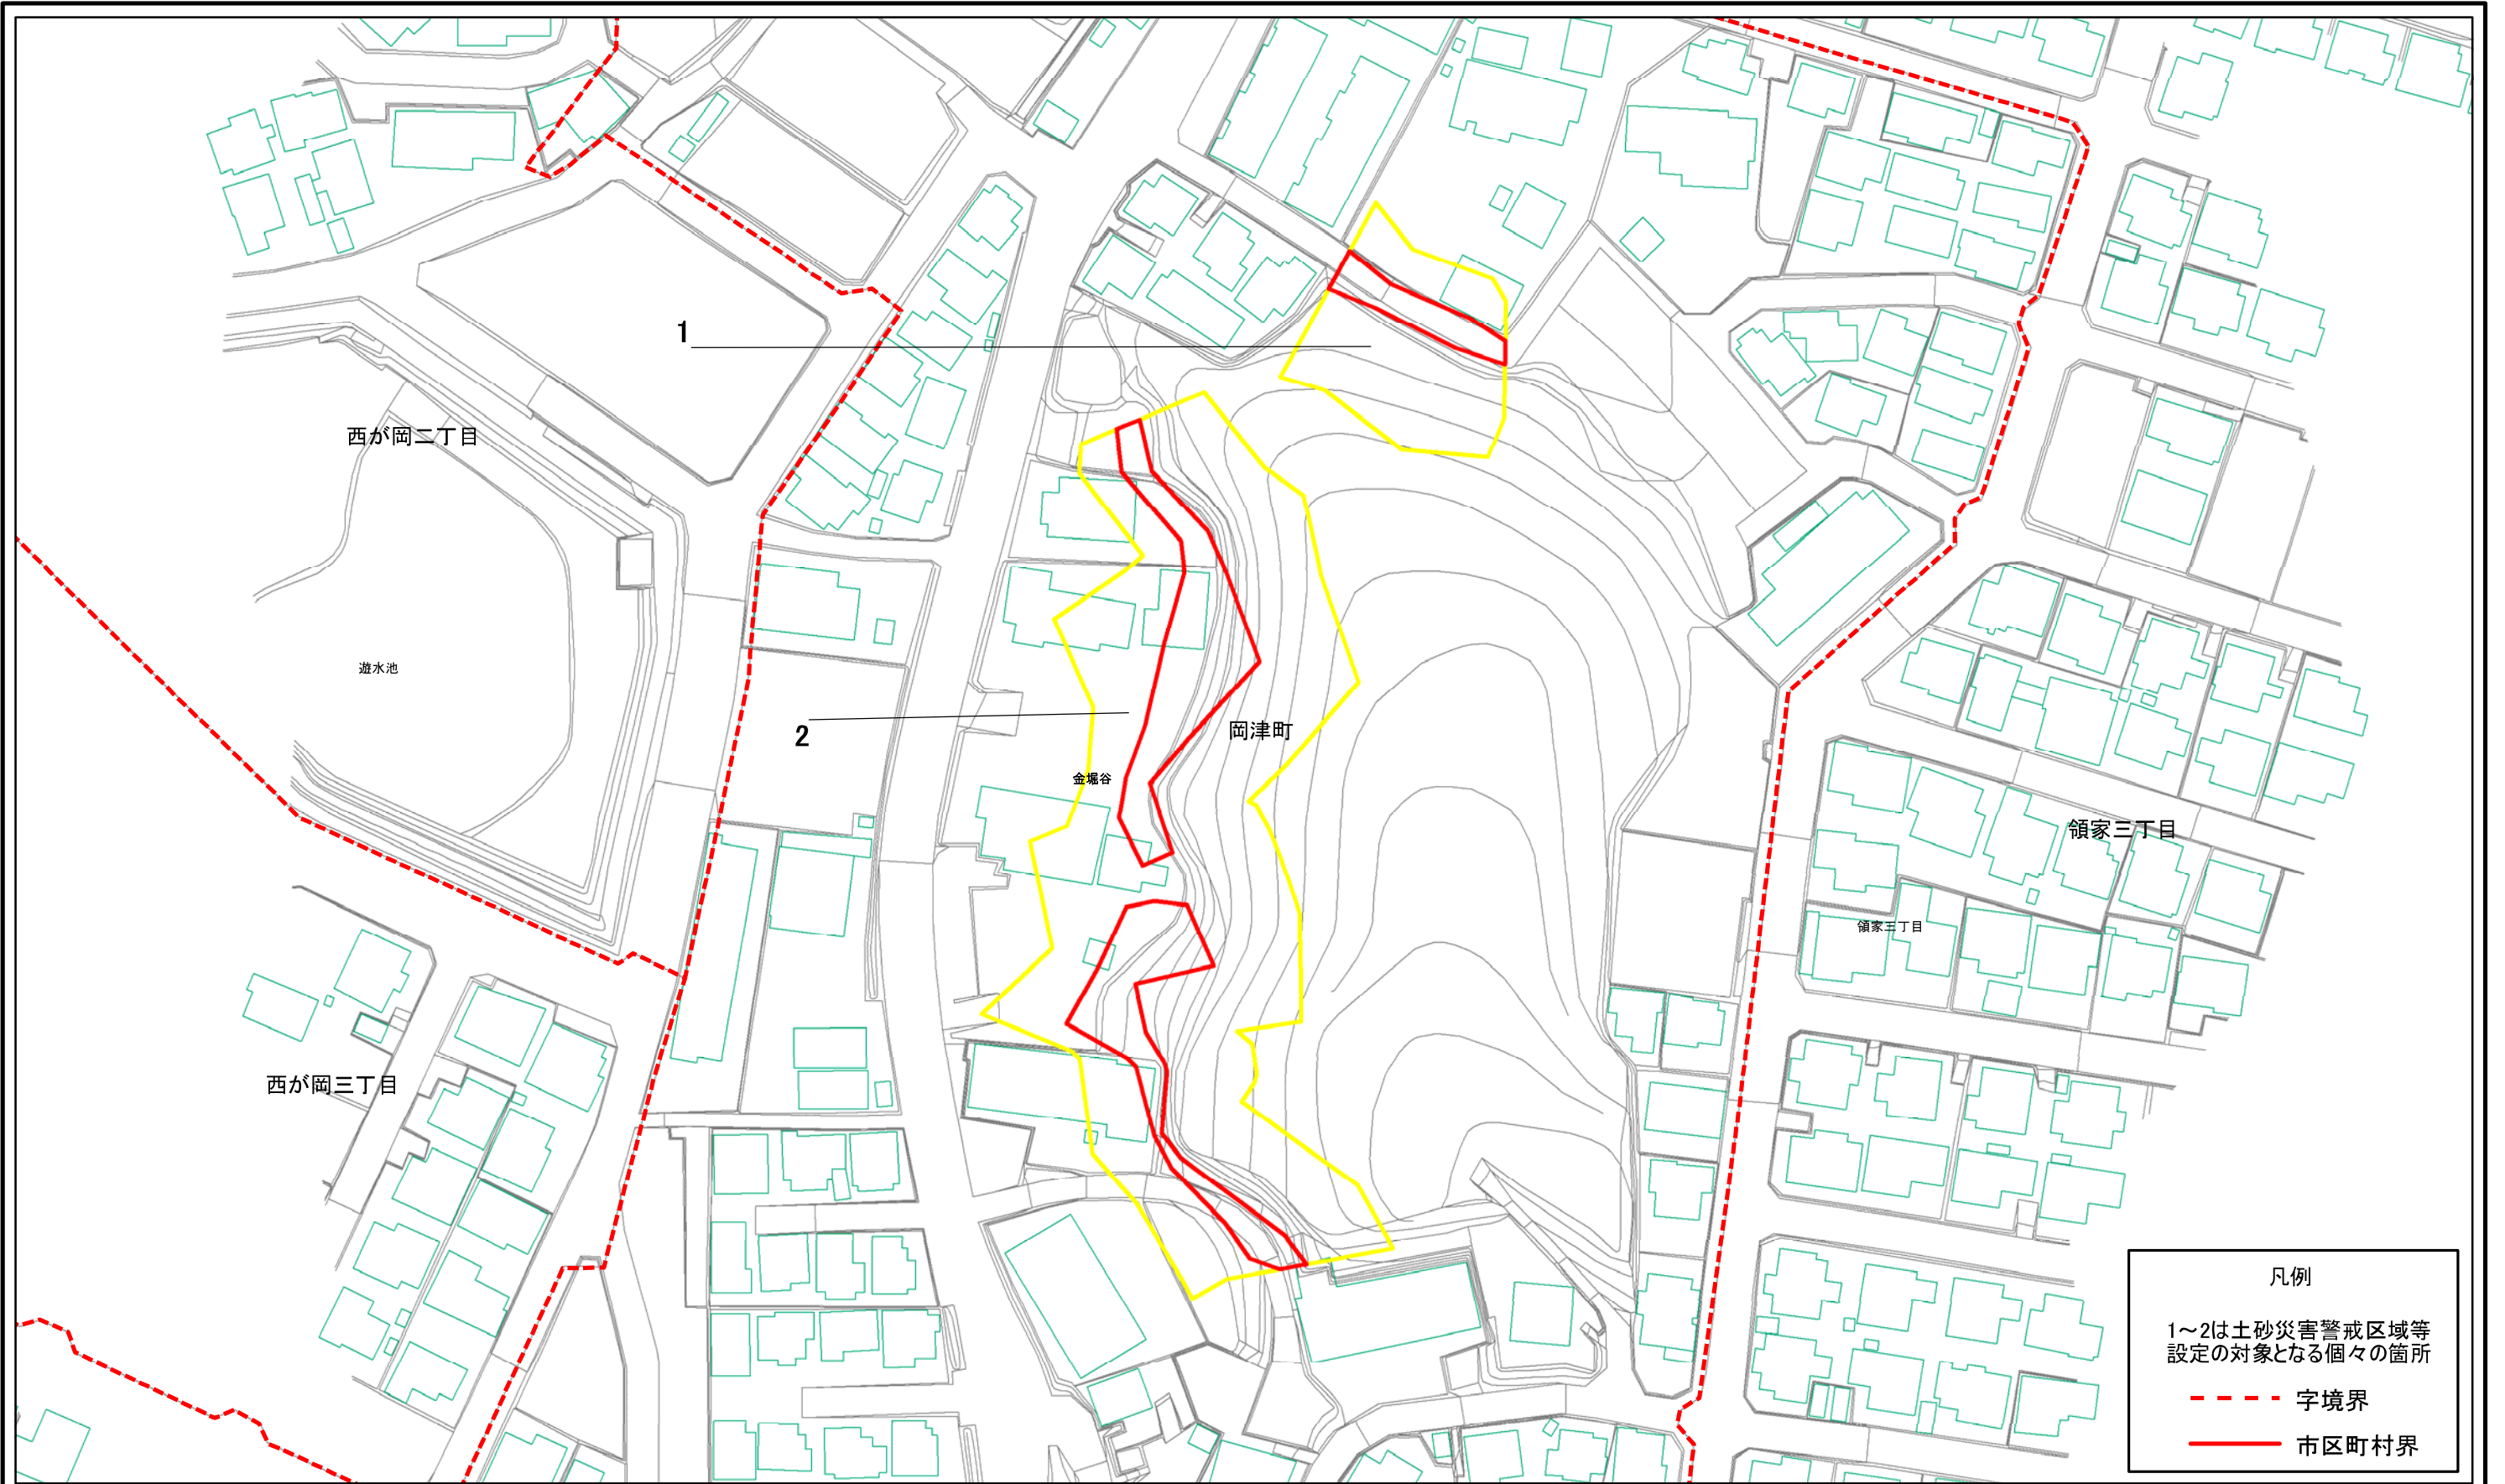 1
西が岡二丁目
遊水池
岡津町
2
金堀谷
領家三丁目
領家三丁目
西が岡三丁目
凡例
1～2は土砂災害警戒区域等
設定の対象となる個々の箇所
字境界
市区町村界